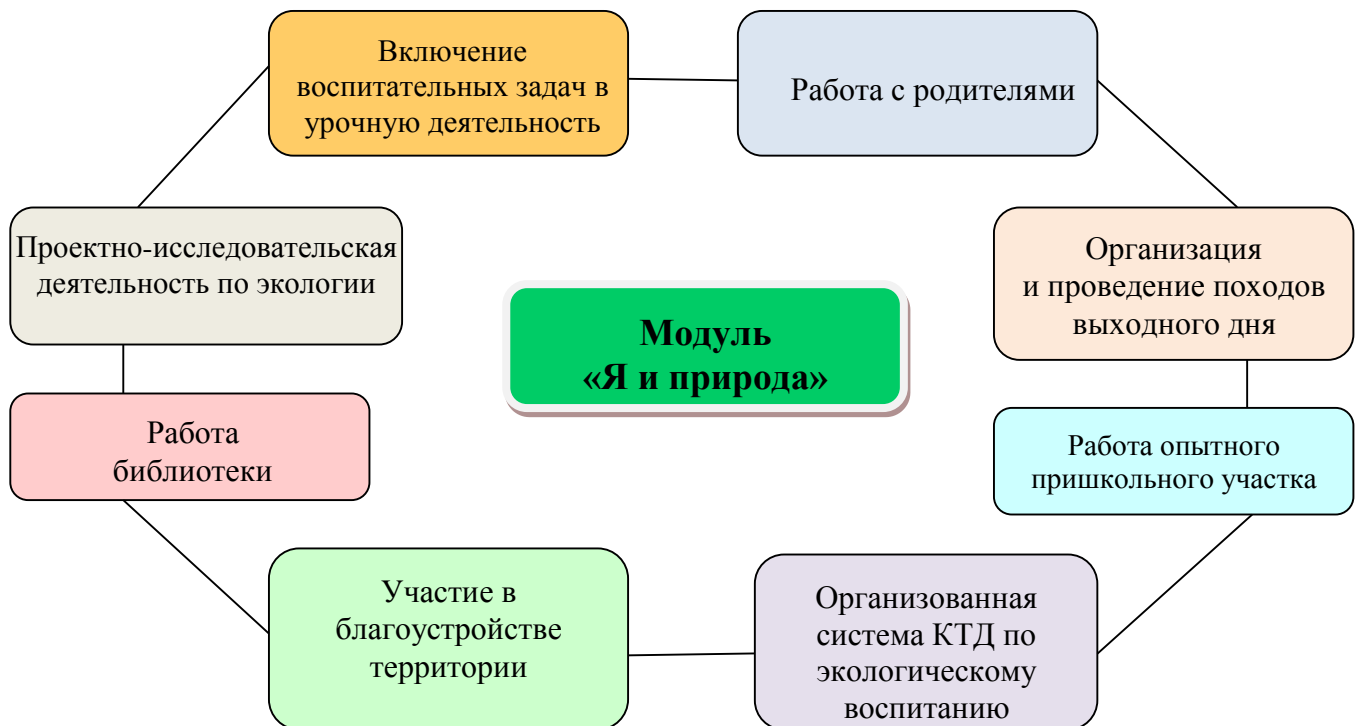 Включение
воспитательных задач в
урочную деятельность
Работа с родителями
Проектно-исследовательская
деятельность по экологии
Организация
и проведение походов
выходного дня
Модуль
«Я и природа»
Работа
библиотеки
Работа опытного
пришкольного участка
Участие в
благоустройстве
территории
Организованная
система КТД по
экологическому
воспитанию